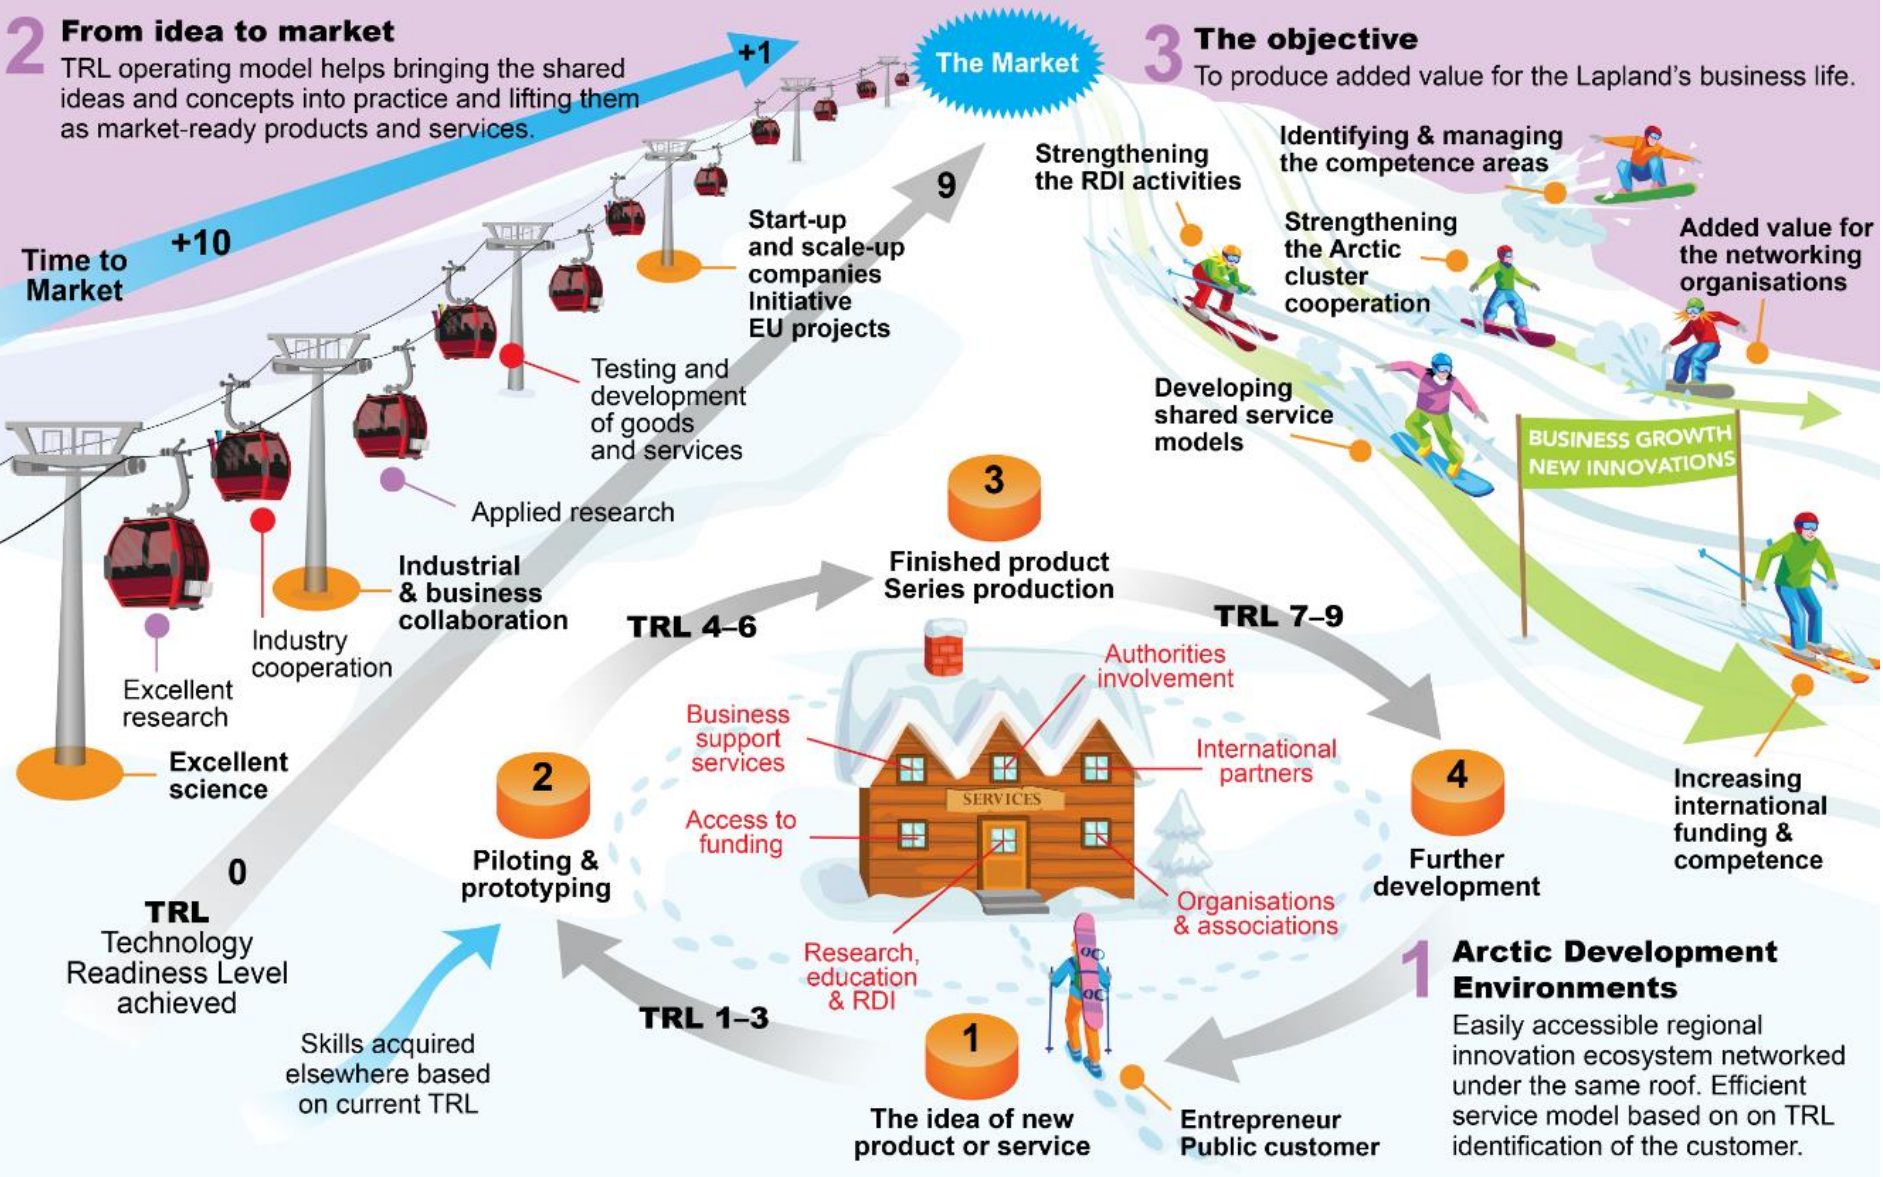 2 From idea to market
TRL operating model helps bringing the shared
ideas and concepts into practice and lifting them
as market-ready products and services.
Time to
Market
+10
+1
The Market
3 The objective
To produce added value for the Lapland's business life.
Strengthening
the RDI activities
Identifying & managing
the competence areas
Strengthening
the Arctic
cluster
cooperation
Added value for
the networking
organisations
Developing
shared service
models
BUSINESS GROWTH
NEW INNOVATIONS
Increasing
international
funding &
competence
9
Start-up
and scale-up
companies
Initiative
EU projects
Testing and
development
of goods
and services
Applied research
Industrial
& business
collaboration
Industry
cooperation
Excellent
research
Excellent
science
0
TRL
Technology
Readiness Level
achieved
Skills acquired
elsewhere based
on current TRL
3
Finished product
Series production
TRL 4–6
TRL 7–9
2
Piloting &
prototyping
4
Further
development
TRL 1–3
1
The idea of new
product or service
Authorities
involvement
Business
support
services
International
partners
SERVICES
Access to
funding
Organisations
& associations
Research,
education
& RDI
Entrepreneur
Public customer
1 Arctic Development
Environments
Easily accessible regional
innovation ecosystem networked
under the same roof. Efficient
service model based on on TRL
identification of the customer.